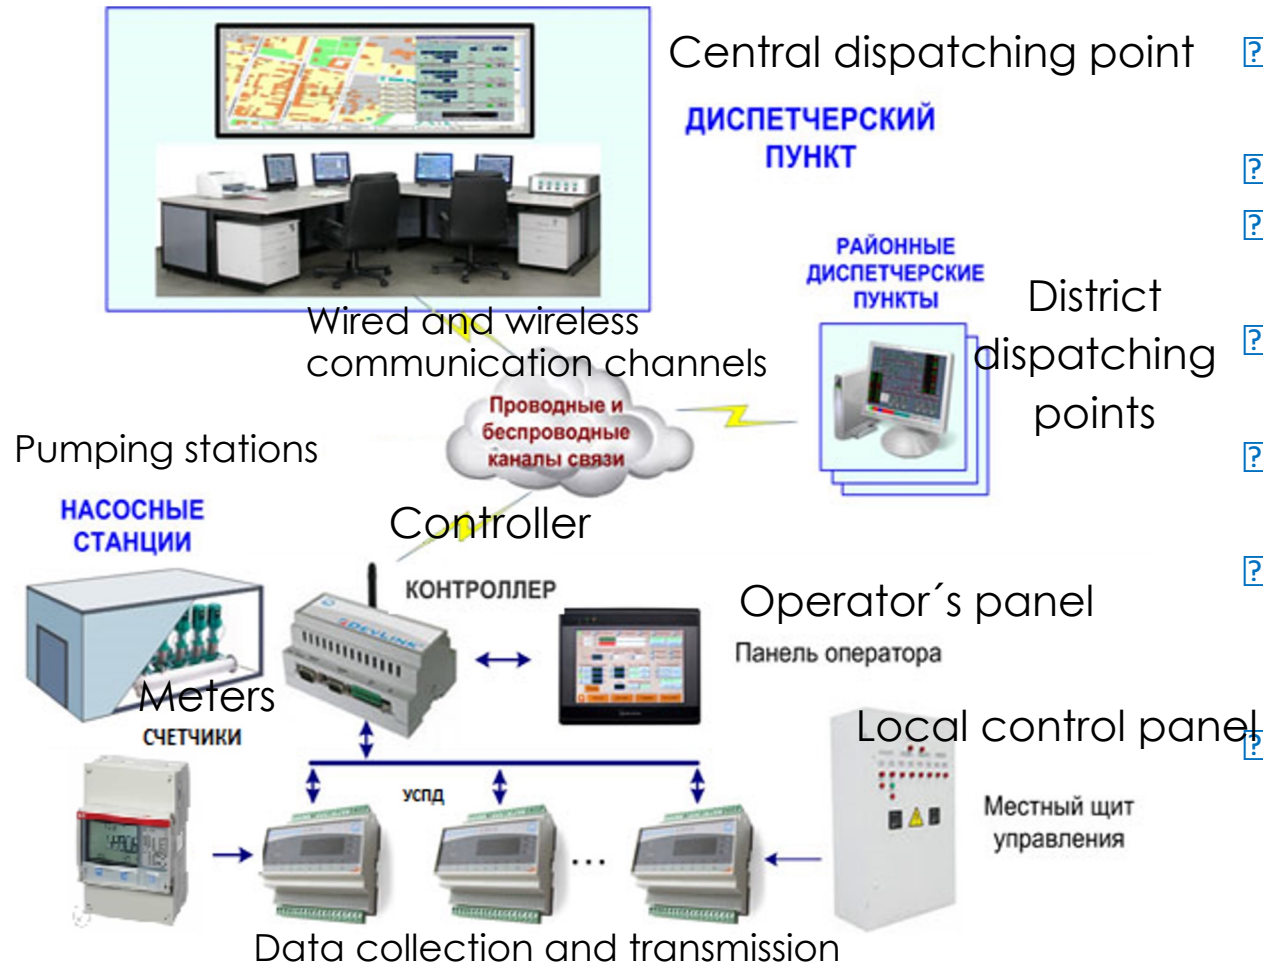 Central dispatching point
ДИСПЕТЧЕРСКИЙ
ПУНКТ
РАЙОННЫЕ
ДИСПЕТЧЕРСКИЕ
ПУНКТЫ
District
dispatching
points
Wired and wireless
communication channels
Проводные и
беспроводные
каналы связи
Pumping stations
НАСОСНЫЕ
СТАНЦИИ
Controller
КОНТРОЛЛЕР
DEVLINK
Operator´s panel
Панель оператора
Meters
СЧЕТЧИКИ
Local control panel
УСПД
Местный щит
управления
Data collection and transmission